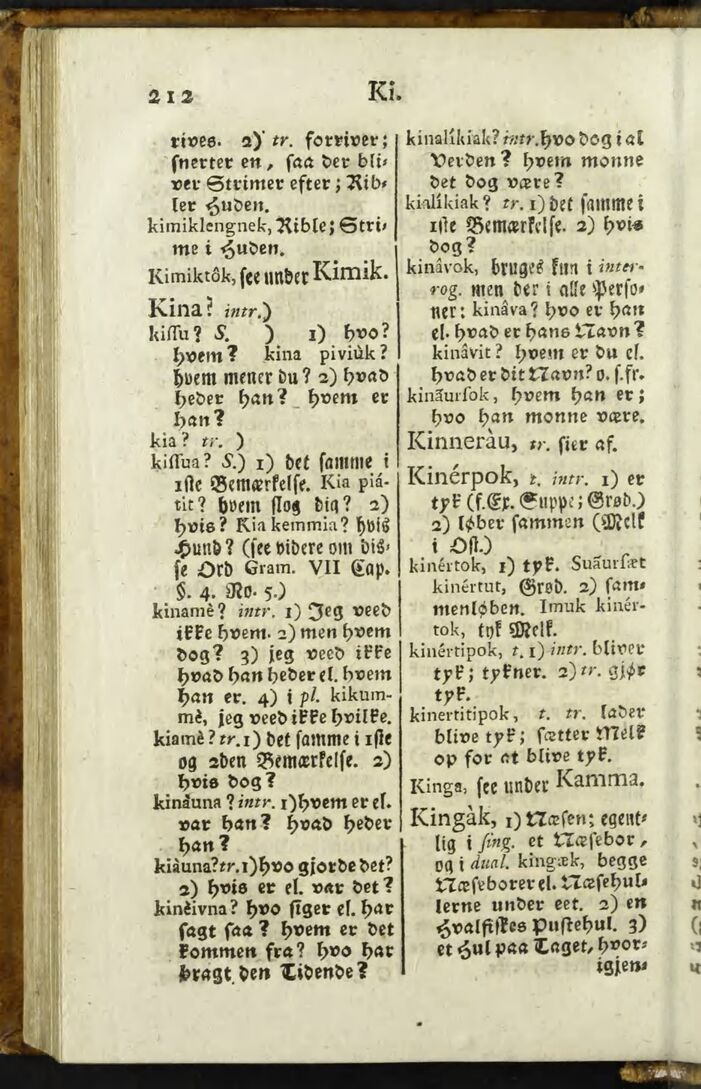 212
Ki.
rives. 2) tr. forriver;
snerter en, saa der bli-
ver Strimer efter; Rib-
ler Huden.
kimiklengnek, Rible; Stri-
me i Huden.
Kimiktôk, see under Kimik.
Kina? intr.)
kissu? S. ) 1) hvo?
hvem? kina piviúk?
hvem mener du? 2) hvad
heder han? hvem er
han?
kia? tr. )
kissua? S.) 1) det samme i
1ste Bemærkelse. Kia piá-
tit? hvem slog dig? 2)
hvis? Kia kemmia? hvis
Hund? (see videre om dis-
se Ord Gram. VII Cap.
§. 4. No. 5.)
kinamè? intr. 1) Jeg veed
ikke hvem. 2) men hvem
dog? 3) jeg veed ikke
hvad han heder el. hvem
han er. 4) i pl. kikum-
mè, jeg veed ikke hvilke.
kiamè? tr. 1) det samme i 1ste
og 2den Bemærkelse. 2)
hvis dog?
kinàuna? intr. 1) hvem er el.
var han? hvad heder
han?
kiàuna? tr. 1) hvo giorde det?
2) hvis er el. var det?
kinèivna? hvo siger el. har
sagt saa? hvem er det
kommen fra? hvo har
bragt den Tidende?
kinalîkiak? intr. hvo dog i al
Verden? hvem monne
det dog være?
kialîkiak? tr. 1) det samme i
1ste Bemærkelse. 2) hvis
dog?
kinâvok, bruges kun i inter-
rog. men der i alle Perso-
ner: kinâva? hvo er han
el. hvad er hans Navn?
kinâvit? hvem er du el.
hvad er dit Navn? o. s. fr.
kinãursok, hvem han er;
hvo han monne være.
Kinneràu, tr. sier af.
Kinérpok, t. intr. 1) er
tyk (s. Ex. Suppe; Grød.)
2) løber sammen (Melk
i Ost.)
kinértok, 1) tyk. Suãursæt
kinértut, Grød. 2) sam-
menløben. Imuk kinér-
tok, tyk Melk.
kinértipok, t. 1) intr. bliver
tyk; tykner. 2) tr. gjør
tyk.
kinertitipok, t. tr. lader
blive tyk; sætter Melk
op for at blive tyk.
Kinga, see under Kamma.
Kingàk, 1) Næsen; egent-
lig i sing. et Næsebor,
og i dual. kingæk, begge
Næseborer el. Næsehul-
lerne under eet. 2) en
Hvalfiskes Pustehul. 3)
et Hul paa Taget, hvor-
igjen-